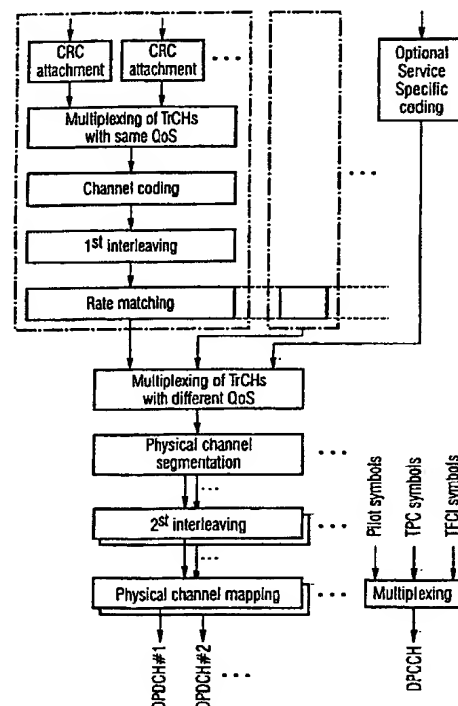 CRC
attachment
CRC
attachment
Optional
Service
Specific
coding
Multiplexing of TrCHs
with same QoS
Channel coding
1st interleaving
Rate matching
Multiplexing of TrCHs
with different QoS
Physical channel
segmentation
2st interleaving
Physical channel mapping
Pilot symbols
TPC symbols
TFCI symbols
Multiplexing
DPDCH#1
DPDCH#2
DPCCH